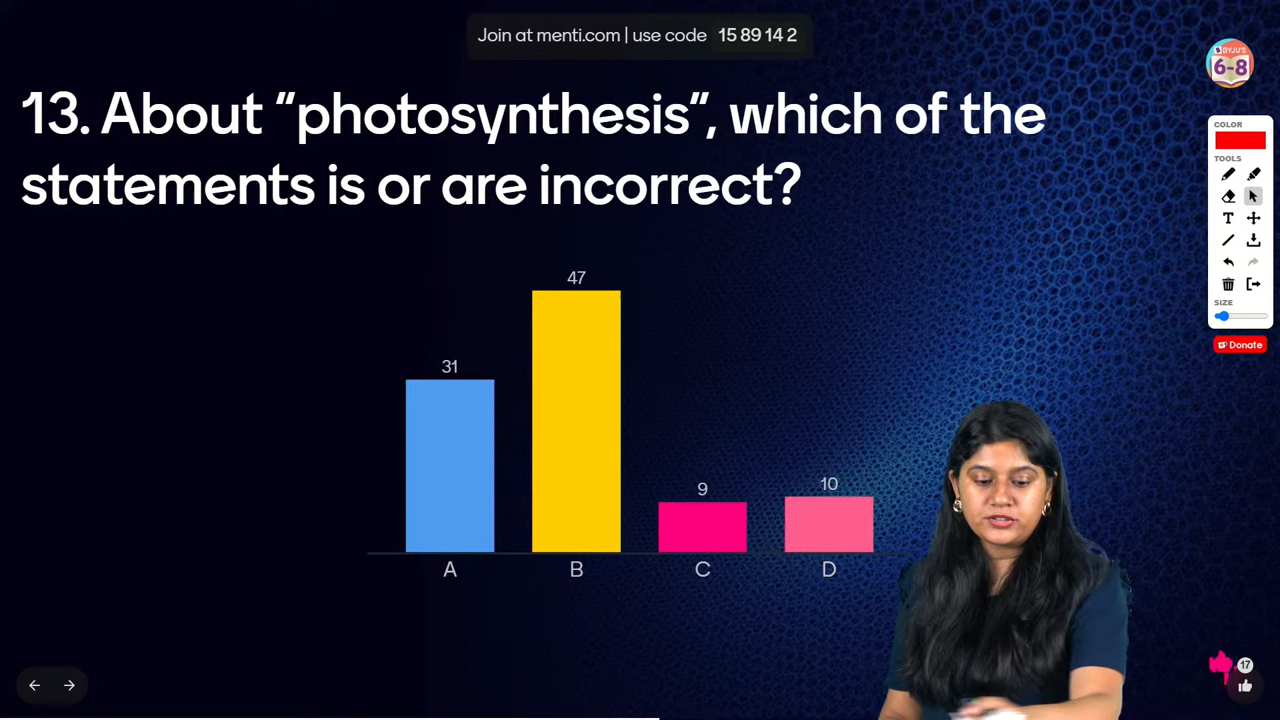 Join at menti.com | use code 15 89 14 2
BYJU'S
6-8
13. About “photosynthesis”, which of the
statements is or are incorrect?
COLOR
TOOLS
T
SIZE
Donate
47
31
10
9
A B C D
17